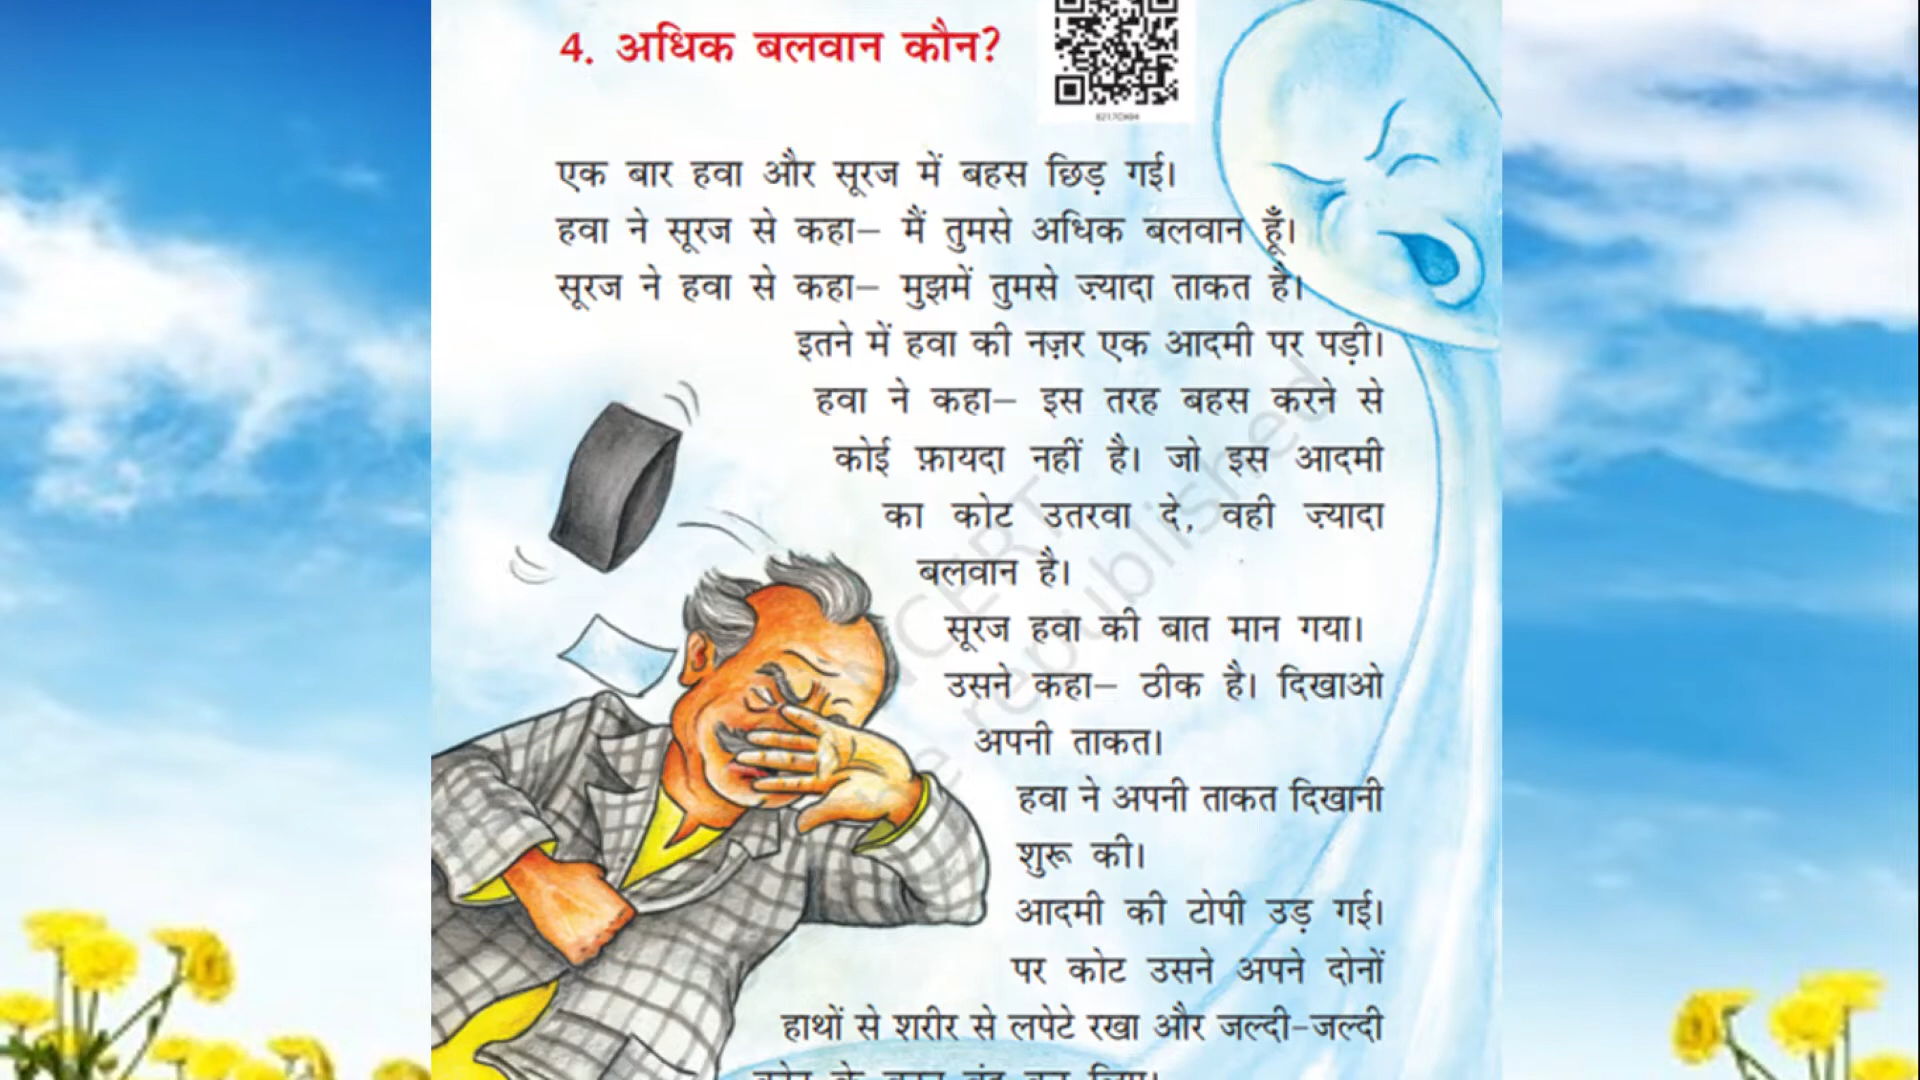 4. अधिक बलवान कौन?
एक बार हवा और सूरज में बहस छिड़ गई।
हवा ने सूरज से कहा– मैं तुमसे अधिक बलवान हूँ।
सूरज ने हवा से कहा– मुझमें तुमसे ज़्यादा ताकत है।
इतने में हवा की नज़र एक आदमी पर पड़ी।
हवा ने कहा– इस तरह बहस करने से
कोई फ़ायदा नहीं है। जो इस आदमी
का कोट उतरवा दे, वही ज़्यादा
बलवान है।
सूरज हवा की बात मान गया।
उसने कहा– ठीक है। दिखाओ
अपनी ताकत।
हवा ने अपनी ताकत दिखानी
शुरू की।
आदमी की टोपी उड़ गई।
पर कोट उसने अपने दोनों
हाथों से शरीर से लपेटे रखा और जल्दी-जल्दी
NCERT
be republished